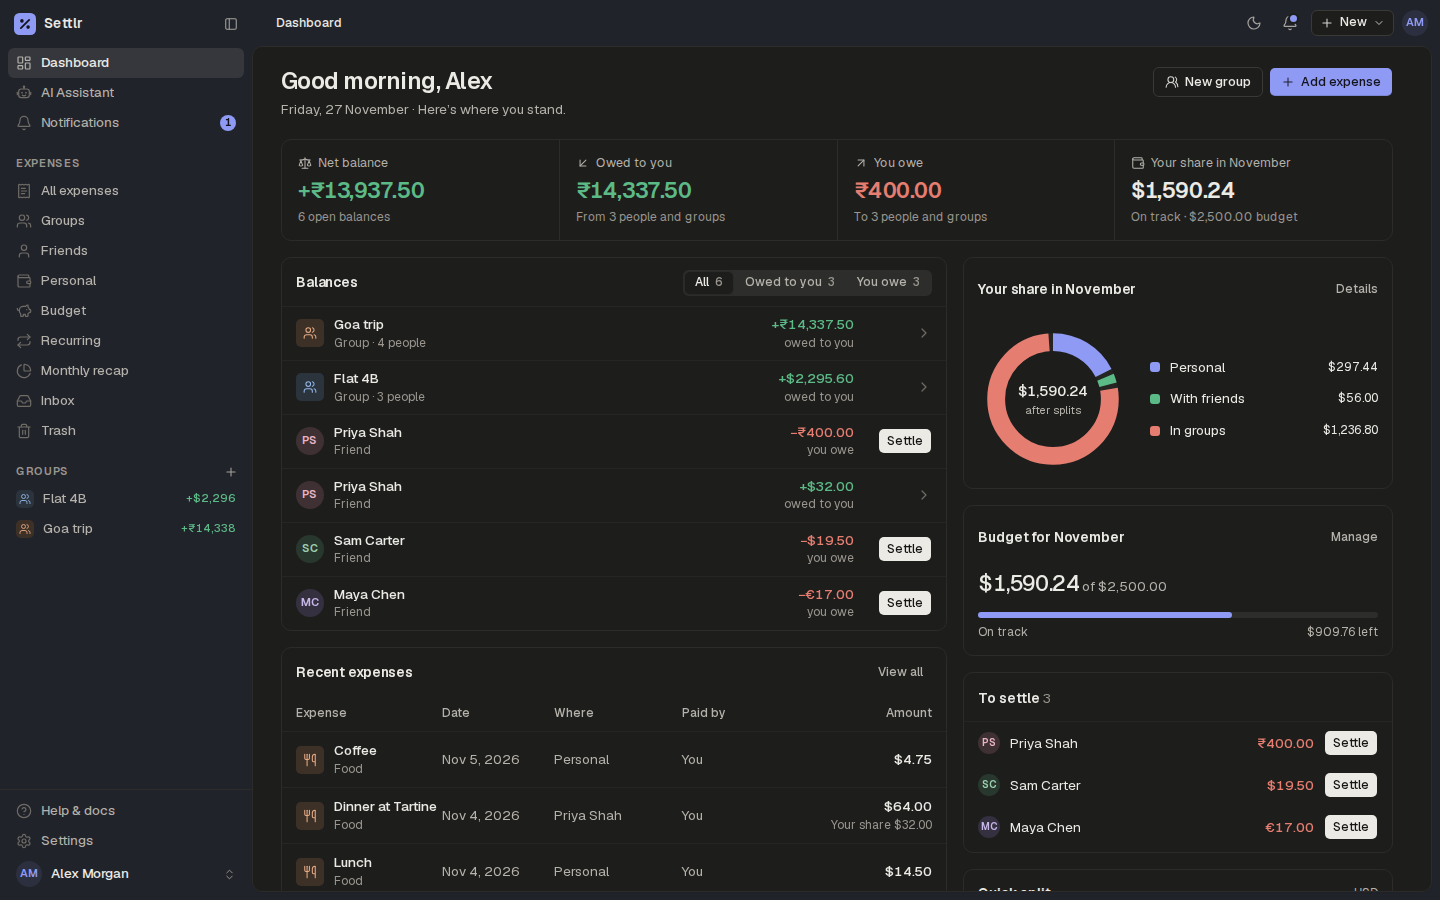 Settlr
Dashboard
AI Assistant
Notifications
1
EXPENSES
All expenses
Groups
Friends
Personal
Budget
Recurring
Monthly recap
Inbox
Trash
GROUPS
Flat 4B +$2,296
Goa trip +₹14,338
Help & docs
Settings
AM Alex Morgan
Dashboard
New
AM
Good morning, Alex
Friday, 27 November · Here's where you stand.
New group
Add expense
Net balance
+₹13,937.50
6 open balances
Owed to you
₹14,337.50
From 3 people and groups
You owe
₹400.00
To 3 people and groups
Your share in November
$1,590.24
On track · $2,500.00 budget
Balances
All 6 Owed to you 3 You owe 3
Goa trip +₹14,337.50
Group · 4 people owed to you
Flat 4B +$2,295.60
Group · 3 people owed to you
PS Priya Shah −₹400.00 Settle
Friend you owe
PS Priya Shah +$32.00
Friend owed to you
SC Sam Carter −$19.50 Settle
Friend you owe
MC Maya Chen −€17.00 Settle
Friend you owe
Recent expenses View all
Expense Date Where Paid by Amount
Coffee Nov 5, 2026 Personal You $4.75
Food
Dinner at Tartine Nov 4, 2026 Priya Shah You $64.00
Food Your share $32.00
Lunch Nov 4, 2026 Personal You $14.50
Food
Your share in November Details
$1,590.24
after splits
Personal $297.44
With friends $56.00
In groups $1,236.80
Budget for November Manage
$1,590.24 of $2,500.00
On track $909.76 left
To settle 3
PS Priya Shah ₹400.00 Settle
SC Sam Carter $19.50 Settle
MC Maya Chen €17.00 Settle
Quick split USD